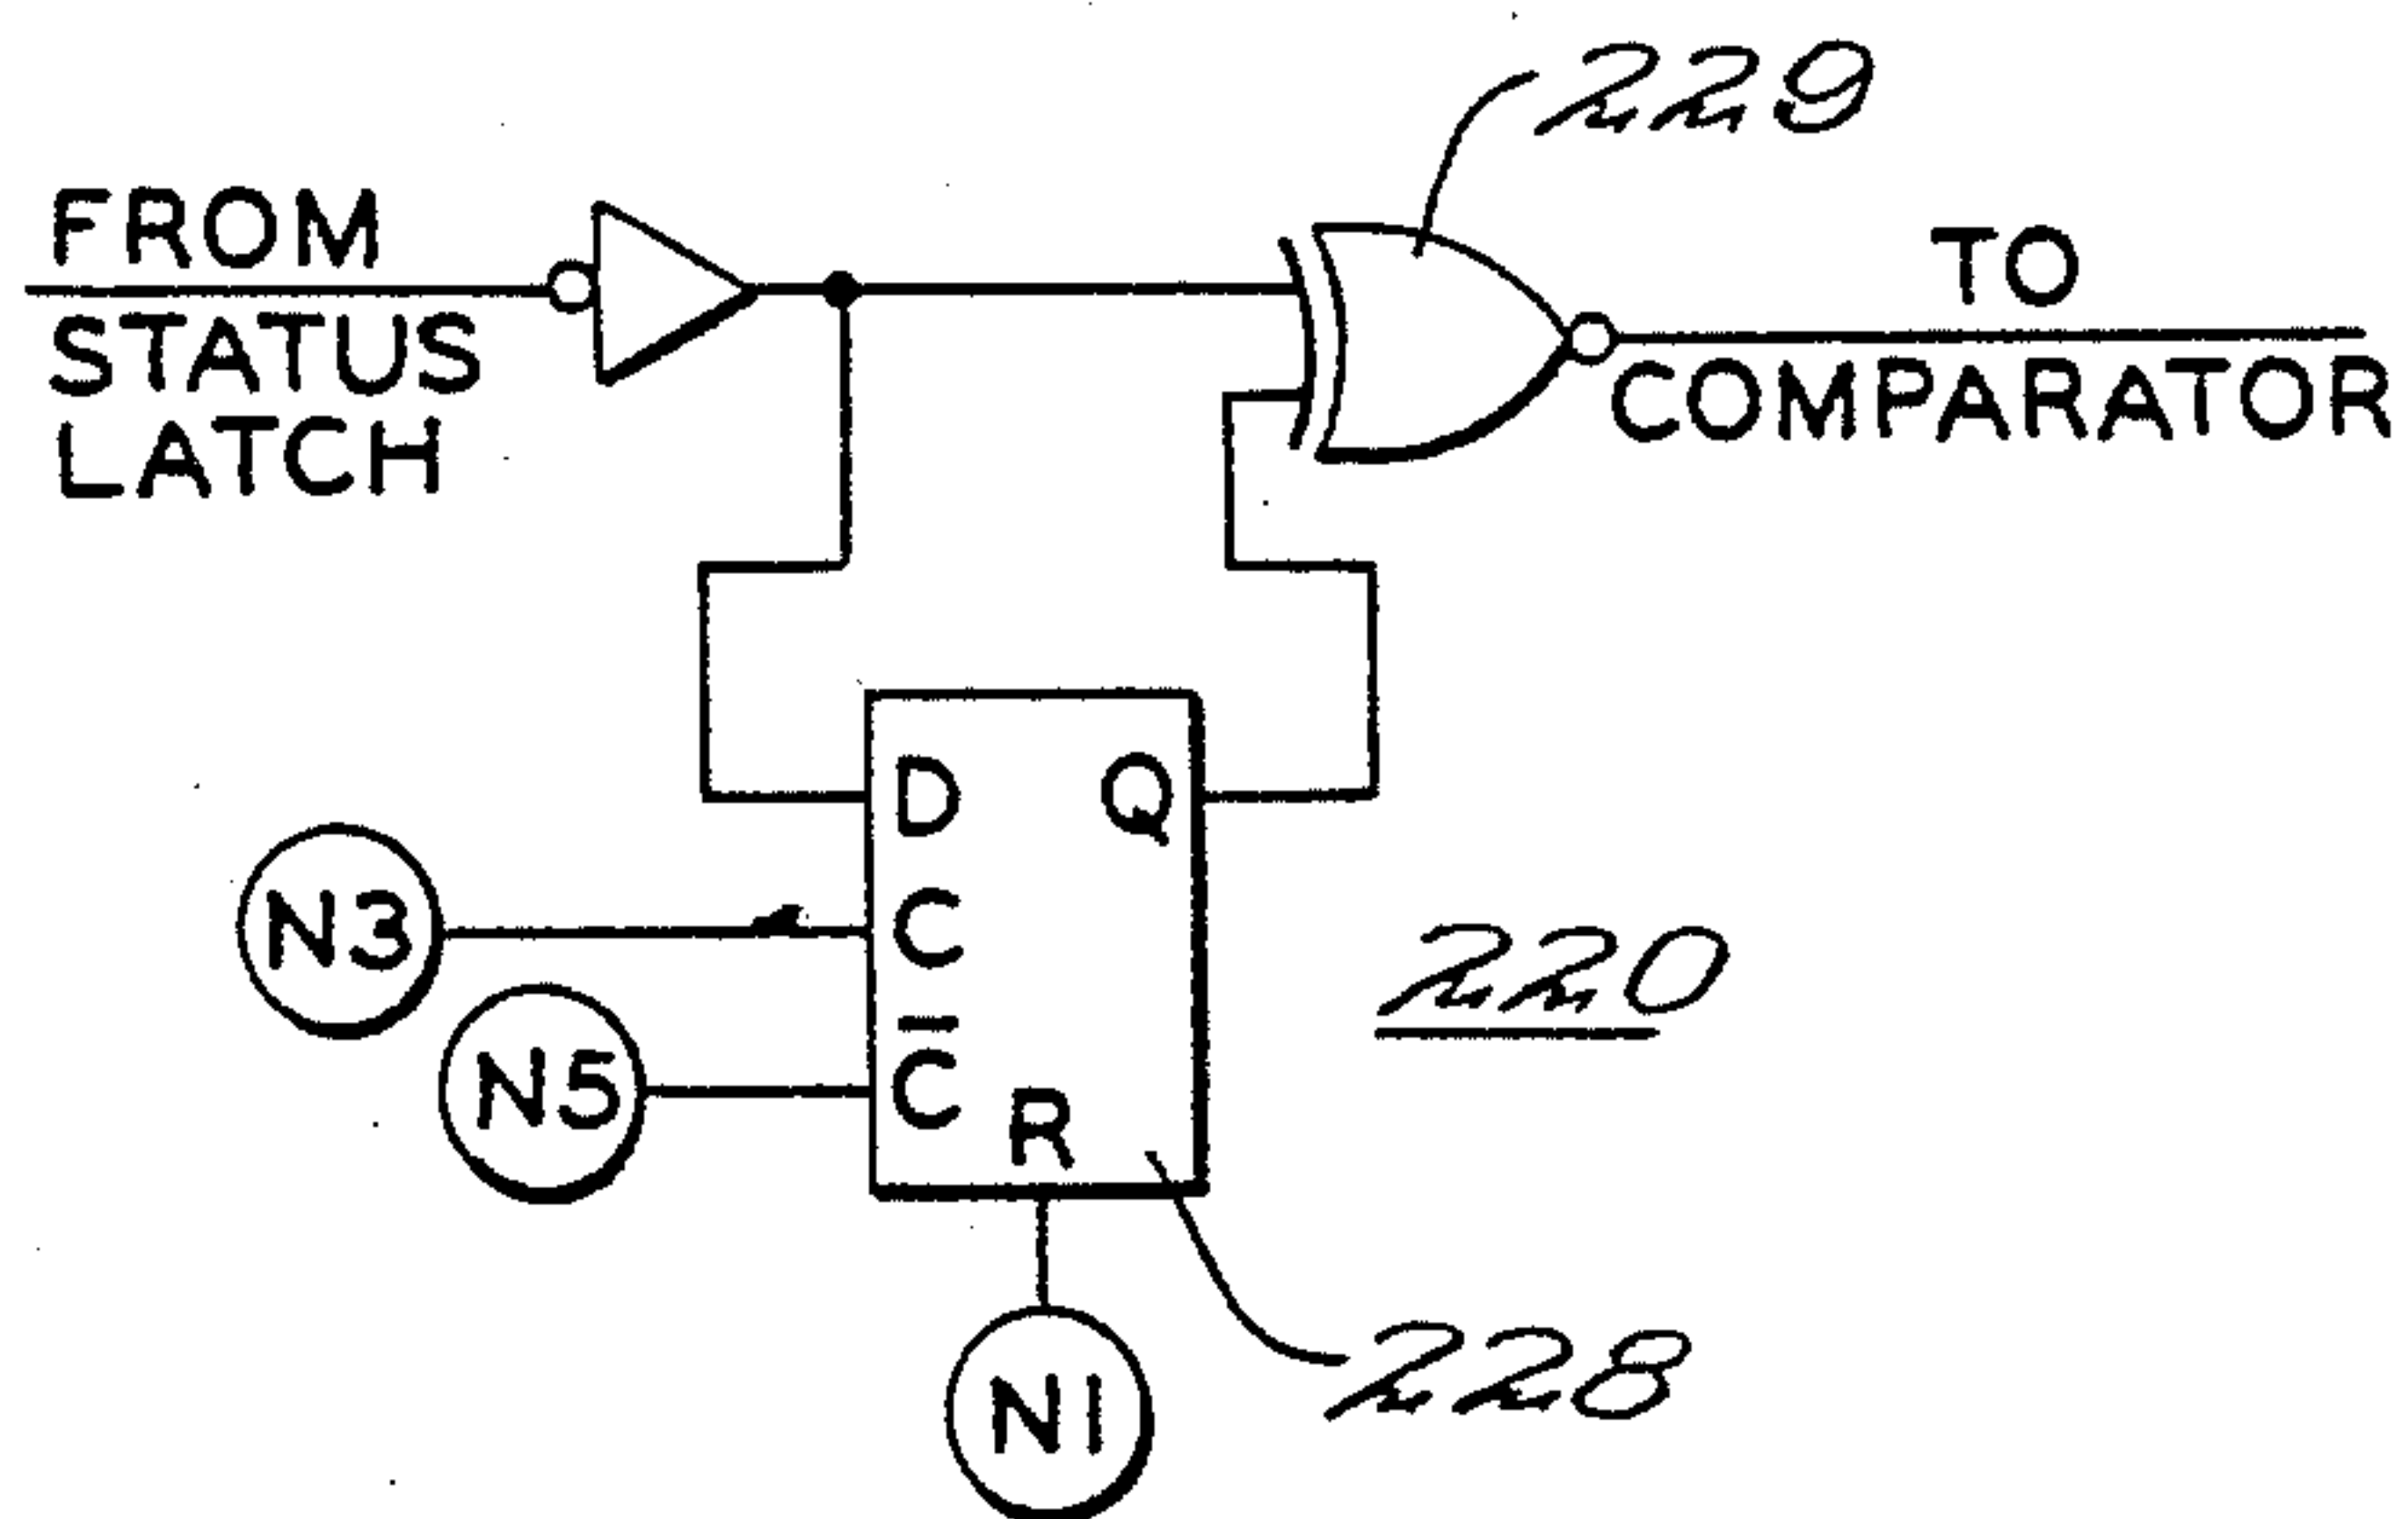 229
FROM
STATUS
LATCH
TO
COMPARATOR
D
Q
N3
C
N5
C̅
R
220
228
N1